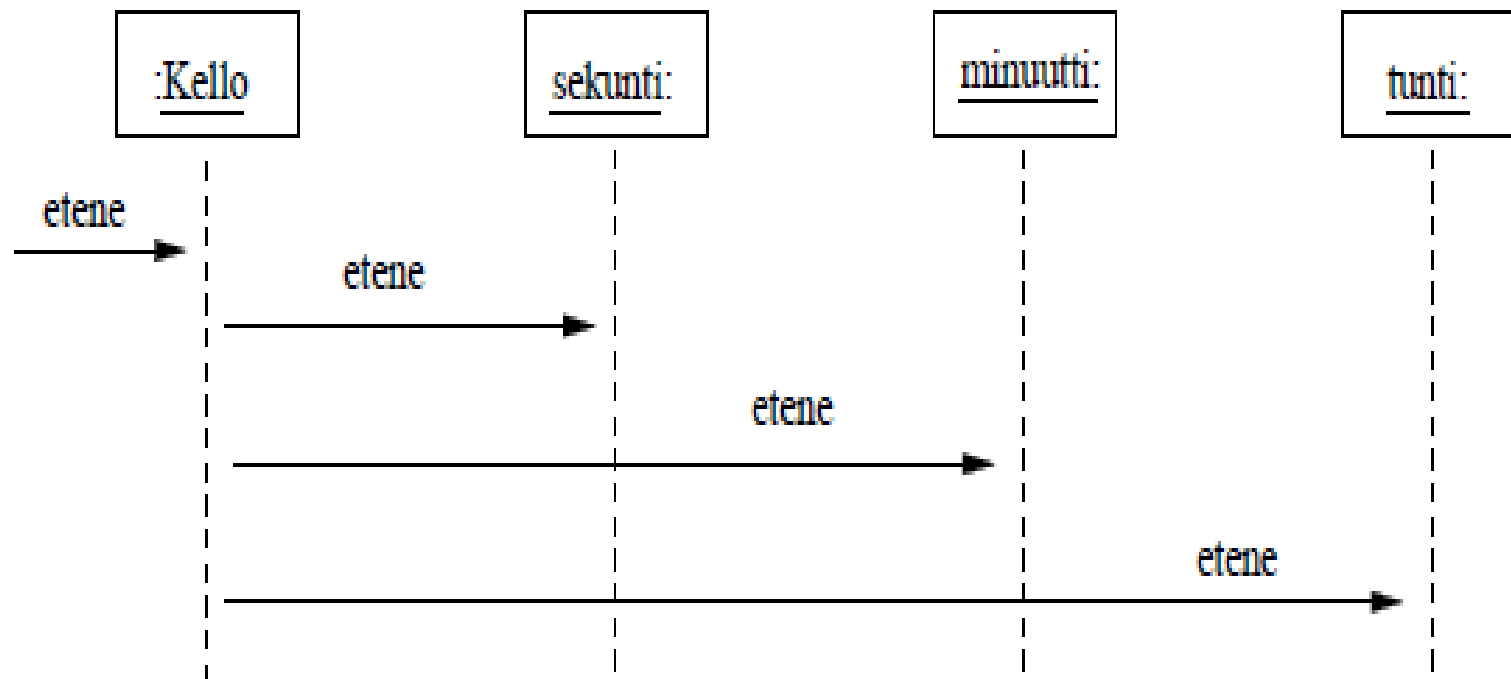 :Kello
sekunti:
minuutti:
tunti:
etene
etene
etene
etene